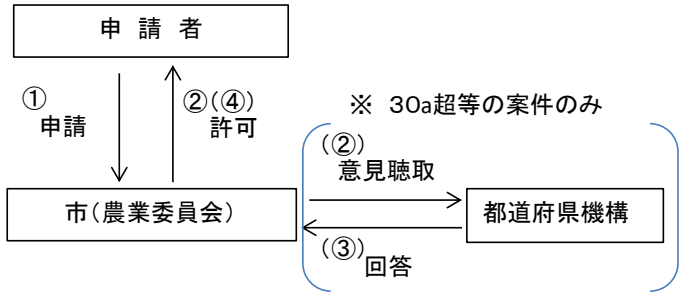 申 請 者
①
申請
②(④)
許可
※ 30a超等の案件のみ
(②)
意見聴取
市(農業委員会)
都道府県機構
(③)
回答